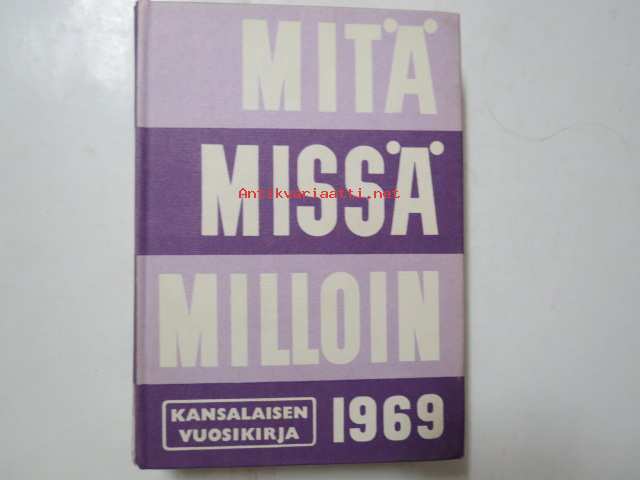 MITÄ
MISSÄ
Antikvariaatti.net
MILLOIN
KANSALAISEN
VUOSIKIRJA
1969